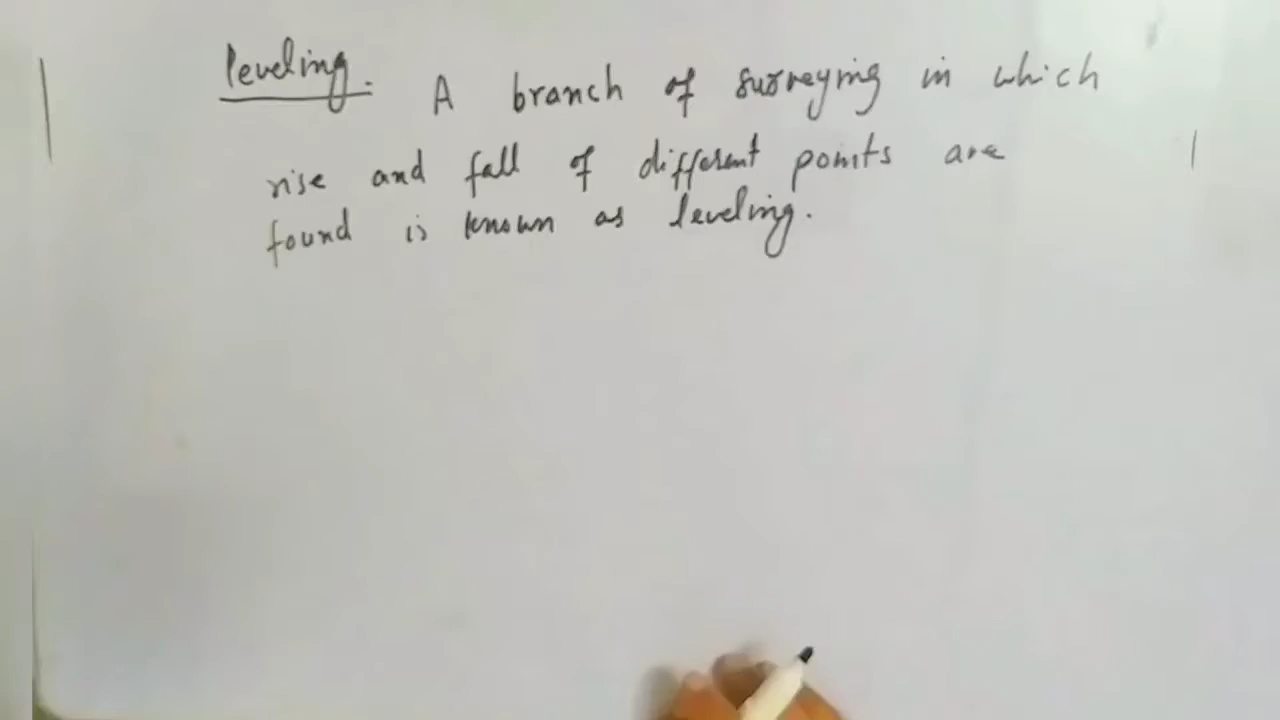 leveling. A branch of surveying in which
rise and fall of different points are
found is known as leveling.